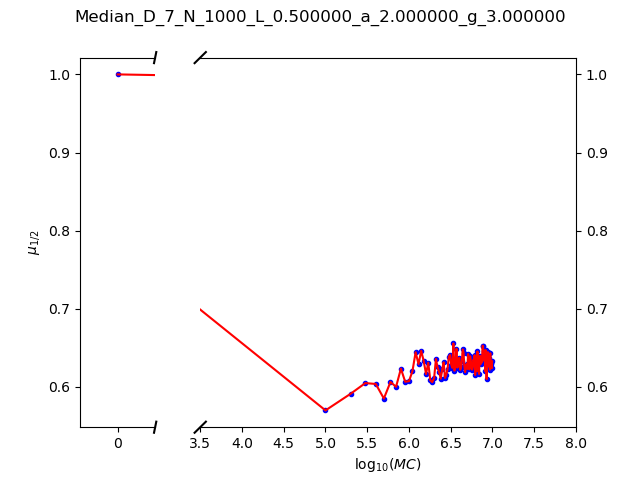 Median_D_7_N_1000_L_0.500000_a_2.000000_g_3.000000
1.0 1.0
0.9 0.9
0.8 0.8
μ1/2
0.7 0.7
0.6 0.6
0 3.5 4.0 4.5 5.0 5.5 6.0 6.5 7.0 7.5 8.0
log10(MC)